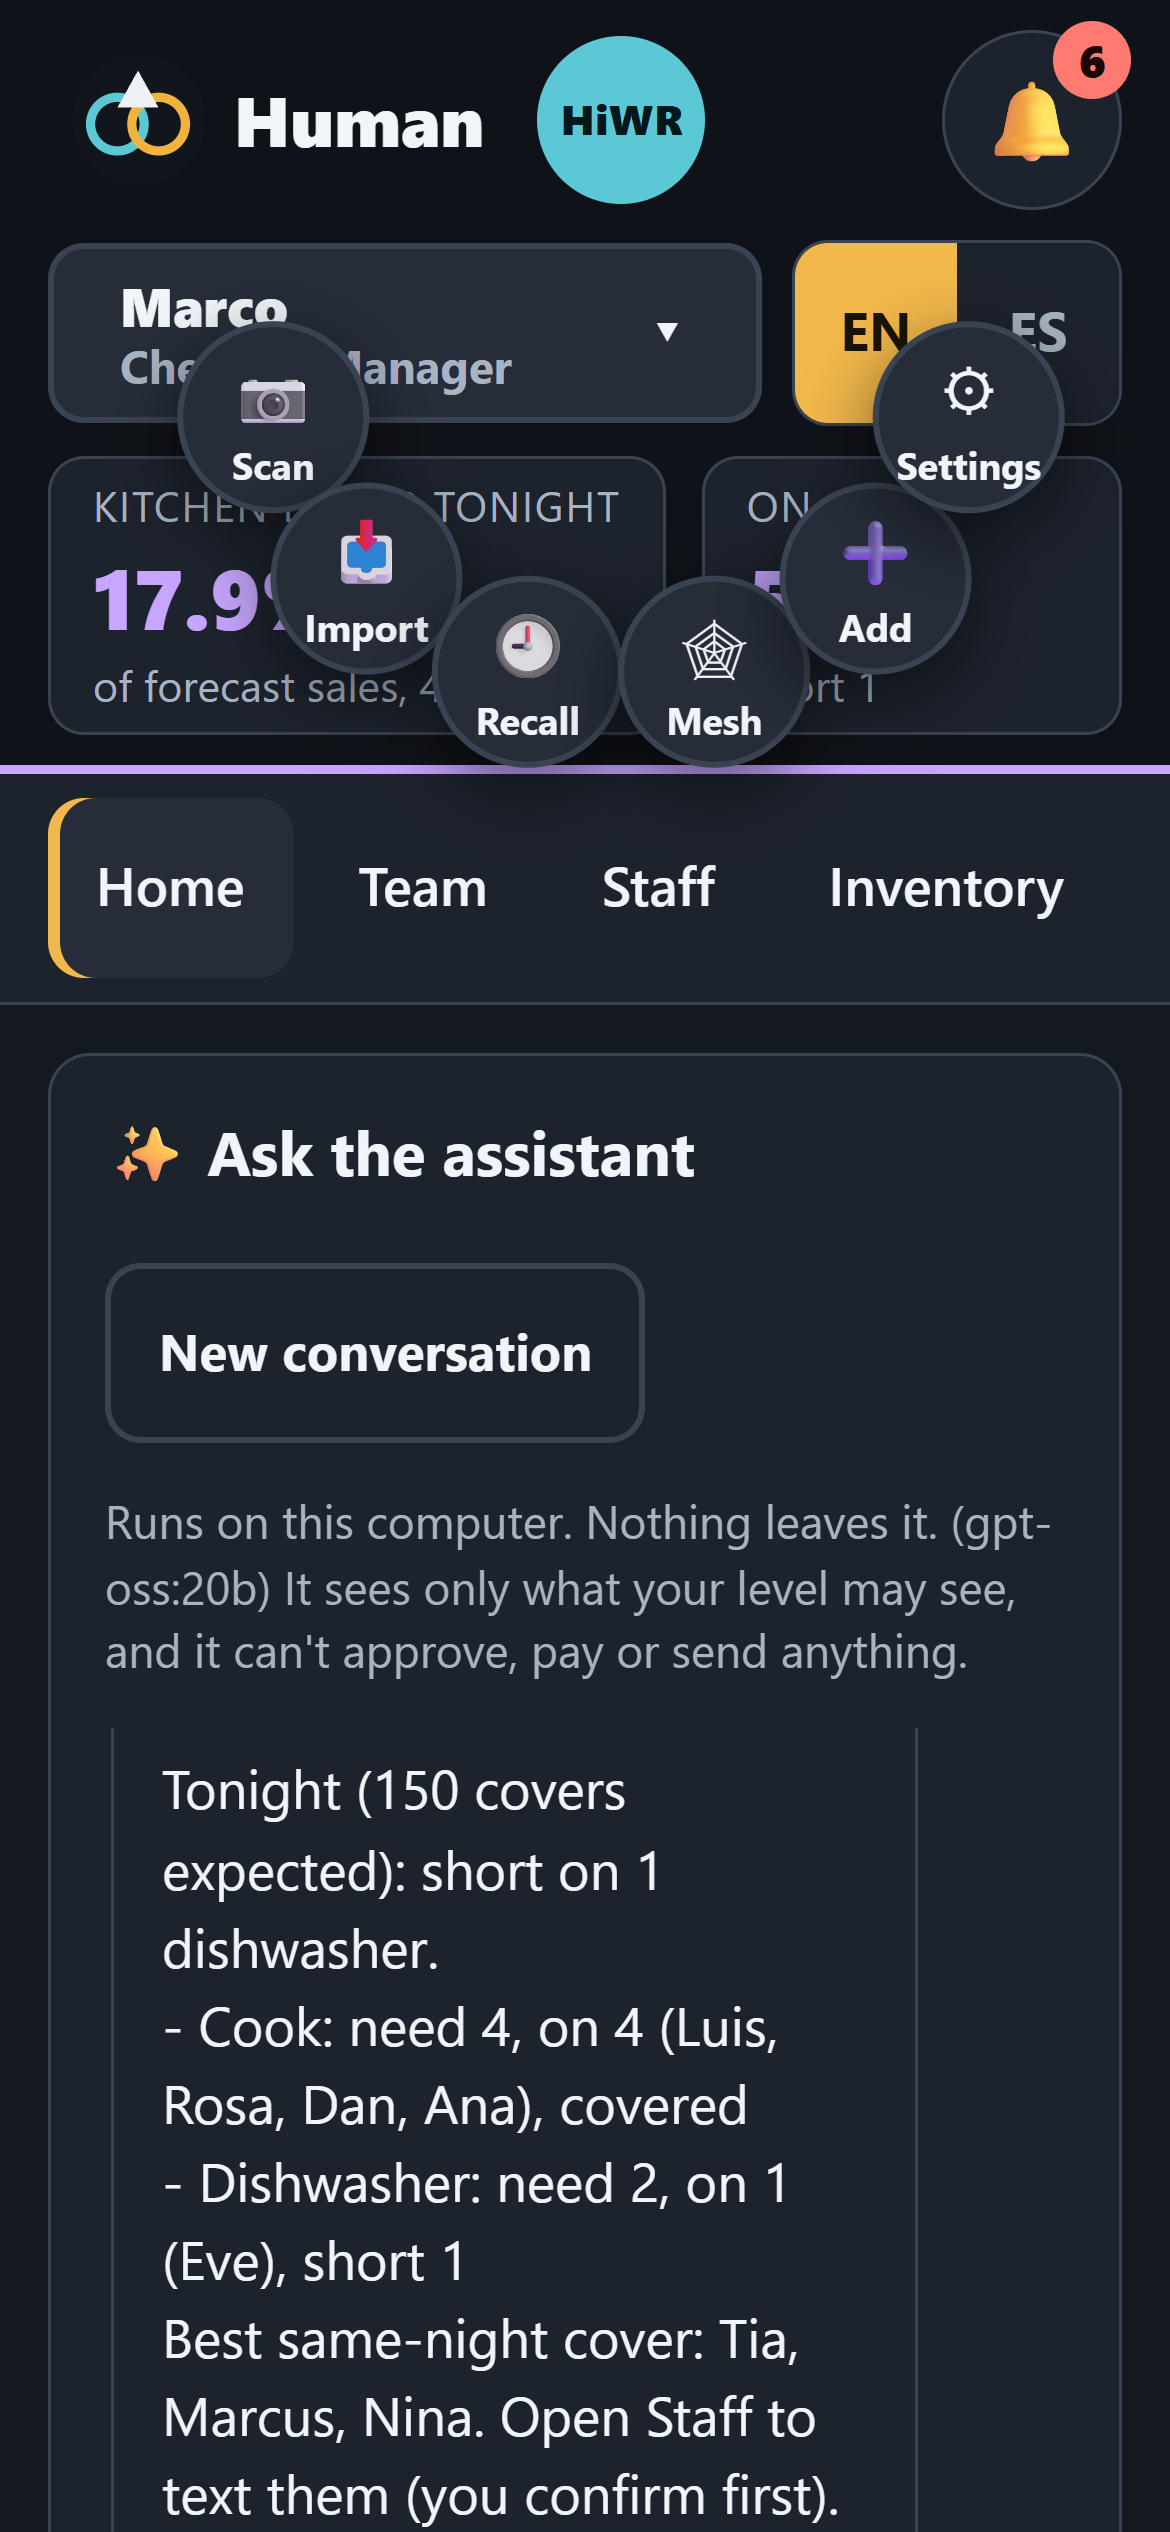 Human
HiWR
6
Marco
Che Manager
EN
ES
Scan
Settings
KITCHEN TONIGHT
ON
Import
Add
17.9
of forecast sales, 4
ort 1
Recall
Mesh
Home
Team
Staff
Inventory
✨ Ask the assistant
New conversation
Runs on this computer. Nothing leaves it. (gpt-
oss:20b) It sees only what your level may see,
and it can't approve, pay or send anything.
Tonight (150 covers
expected): short on 1
dishwasher.
- Cook: need 4, on 4 (Luis,
Rosa, Dan, Ana), covered
- Dishwasher: need 2, on 1
(Eve), short 1
Best same-night cover: Tia,
Marcus, Nina. Open Staff to
text them (you confirm first).